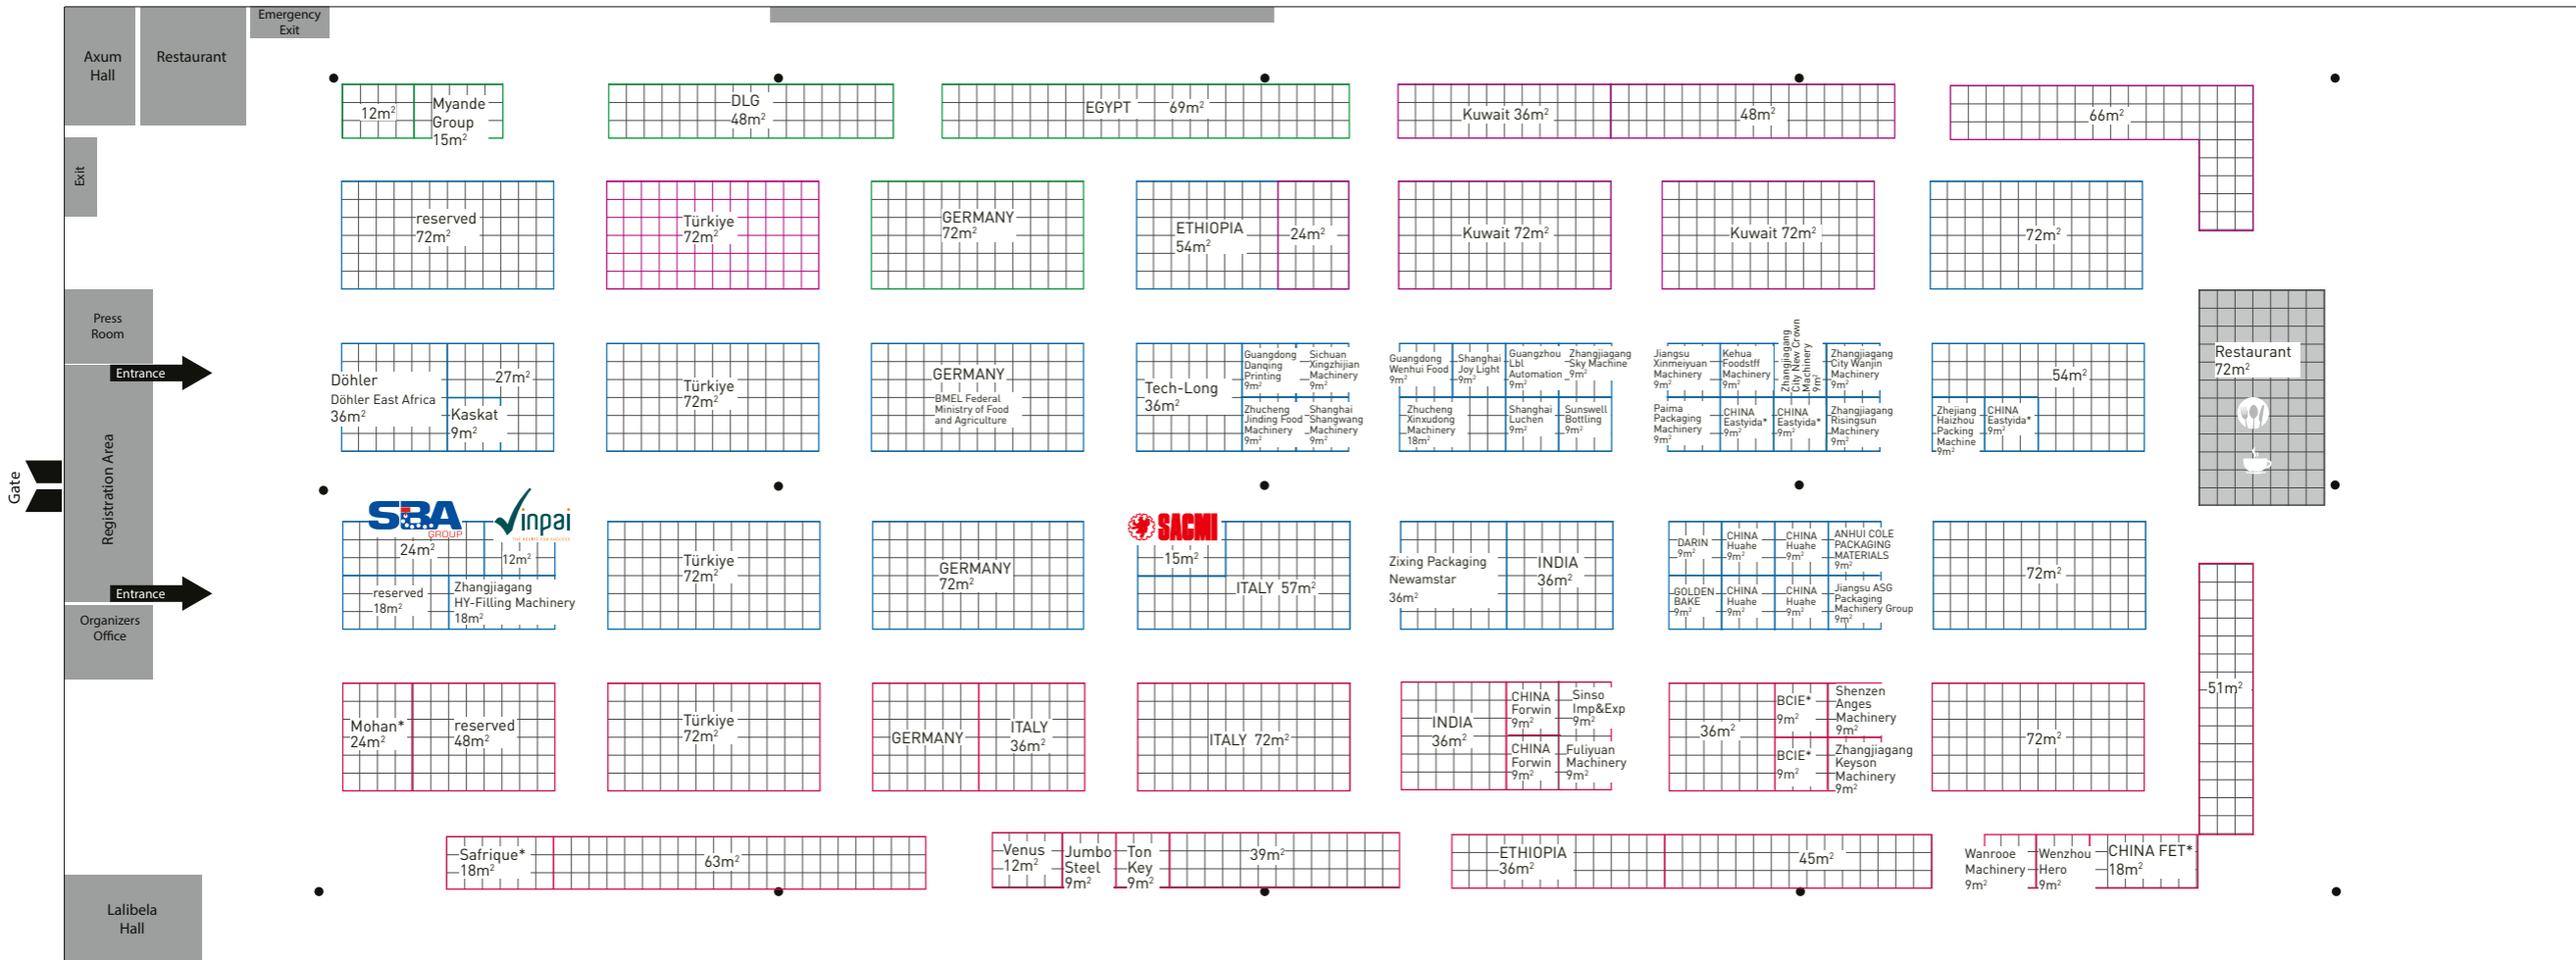 Emergency
Exit
Axum
Hall
Restaurant
12m²
Myande
Group
15m²
DLG
48m²
EGYPT 69m²
Kuwait 36m²
48m²
66m²
Exit
reserved
72m²
Türkiye
72m²
GERMANY
72m²
ETHIOPIA
54m²
24m²
Kuwait 72m²
Kuwait 72m²
72m²
Press
Room
Entrance
Döhler
Döhler East Africa
36m²
27m²
Kaskat
9m²
Türkiye
72m²
GERMANY
BMEL Federal
Ministry of Food
and Agriculture
Tech-Long
36m²
Guangdong
Danqing
Printing
9m²
Sichuan
Xingzhijian
Machinery
9m²
Zhucheng
Jinding Food
Machinery
9m²
Shanghai
Shangwang
Machinery
9m²
Guangdong
Wenhui Food
9m²
Shanghai
Joy Light
9m²
Guangzhou
Lbl
Automation
9m²
Zhangjiagang
Sky Machine
9m²
Zhucheng
Xinxudong
Machinery
18m²
Shanghai
Luchen
9m²
Sunswell
Bottling
9m²
Jiangsu
Xinmeiyuan
Machinery
9m²
Kehua
Foodstff
Machinery
9m²
Zhangjiagang
City New Crown
Machinery
9m²
Zhangjiagang
City Wanjin
Machinery
9m²
Paima
Packaging
Machinery
9m²
CHINA
Eastyida*
9m²
CHINA
Eastyida*
9m²
Zhangjiagang
Risingsun
Machinery
9m²
54m²
Zhejiang
Haizhou
Packing
Machine
9m²
CHINA
Eastyida*
9m²
Restaurant
72m²
Gate
Registration Area
Entrance
SBA
GROUP
24m²
Vinpai
12m²
reserved
18m²
Zhangjiagang
HY-Filling Machinery
18m²
Türkiye
72m²
GERMANY
72m²
SACMI
15m²
ITALY 57m²
Zixing Packaging
Newamstar
36m²
INDIA
36m²
DARIN
9m²
CHINA
Huahe
9m²
CHINA
Huahe
9m²
ANHUI COLE
PACKAGING
MATERIALS
9m²
GOLDEN
BAKE
9m²
CHINA
Huahe
9m²
CHINA
Huahe
9m²
Jiangsu ASG
Packaging
Machinery Group
9m²
72m²
Organizers
Office
Mohan*
24m²
reserved
48m²
Türkiye
72m²
GERMANY
ITALY
36m²
ITALY 72m²
INDIA
36m²
CHINA
Forwin
9m²
Sinso
Imp&Exp
9m²
CHINA
Forwin
9m²
Fuliyuan
Machinery
9m²
36m²
BCIE*
9m²
Shenzen
Anges
Machinery
9m²
BCIE*
9m²
Zhangjiagang
Keyson
Machinery
9m²
72m²
51m²
Safrique*
18m²
63m²
Venus
12m²
Jumbo
Steel
9m²
Ton
Key
9m²
39m²
ETHIOPIA
36m²
45m²
Wanrooe
Machinery
9m²
Wenzhou
Hero
9m²
CHINA FET*
18m²
Lalibela
Hall